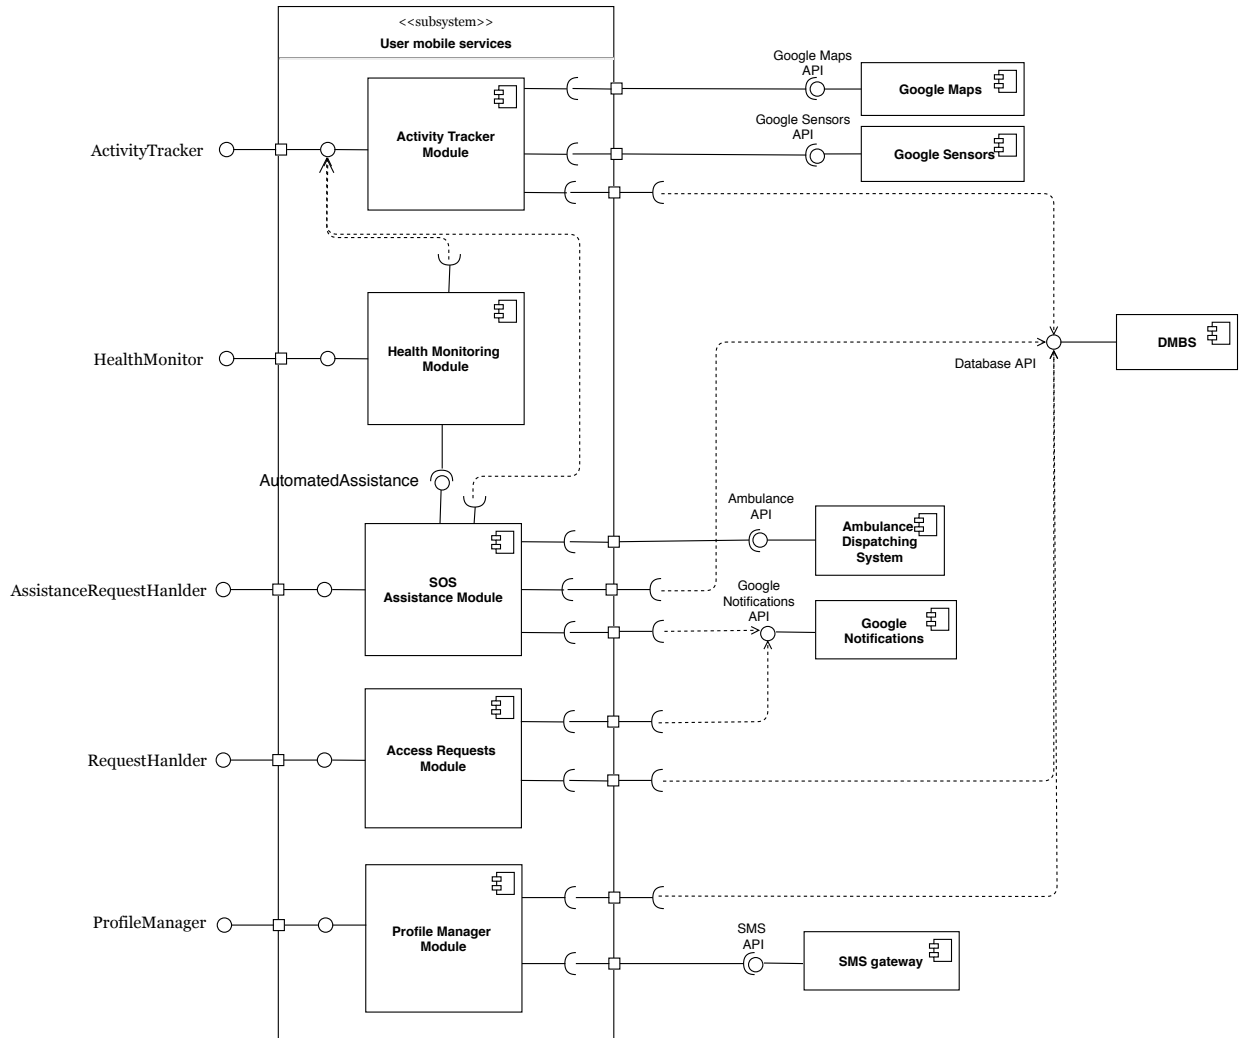 <<subsystem>>
User mobile services
Google Maps
API
Google Maps
Activity Tracker
Module
Google Sensors
API
Google Sensors
ActivityTracker
HealthMonitor
Health Monitoring
Module
DMBS
Database API
AutomatedAssistance
Ambulance
API
Ambulance
Dispatching
System
AssistanceRequestHanlder
SOS
Assistance Module
Google
Notifications
API
Google
Notifications
RequestHanlder
Access Requests
Module
ProfileManager
Profile Manager
Module
SMS
API
SMS gateway